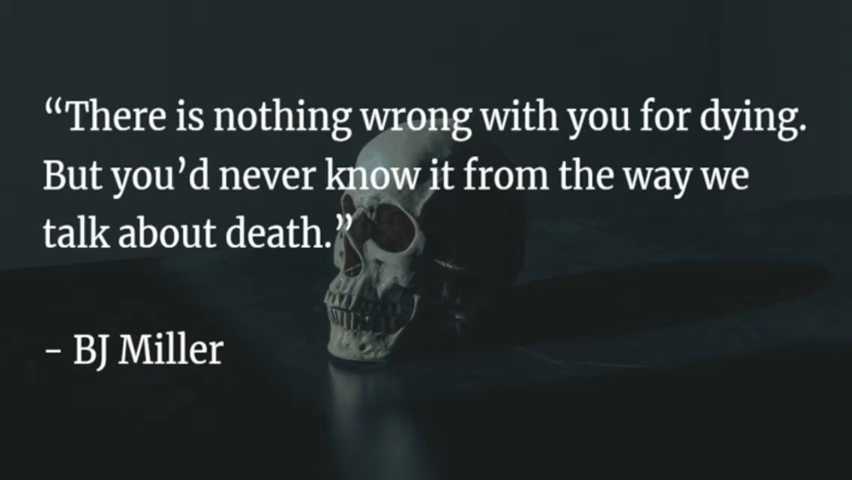 “There is nothing wrong with you for dying.
But you’d never know it from the way we
talk about death.”
- BJ Miller